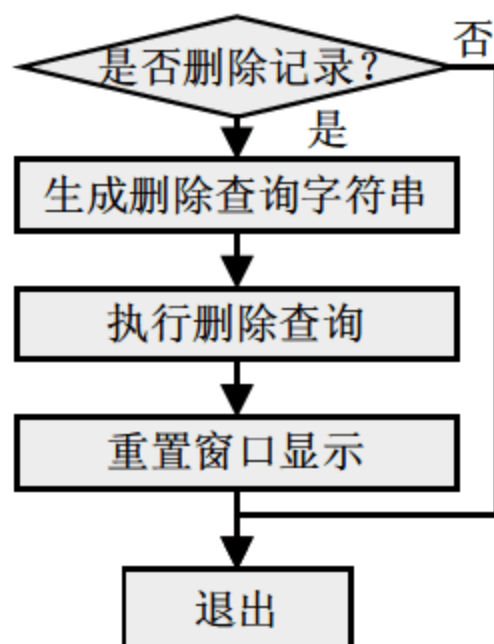 是否删除记录?
否
是
生成删除查询字符串
执行删除查询
重置窗口显示
退出